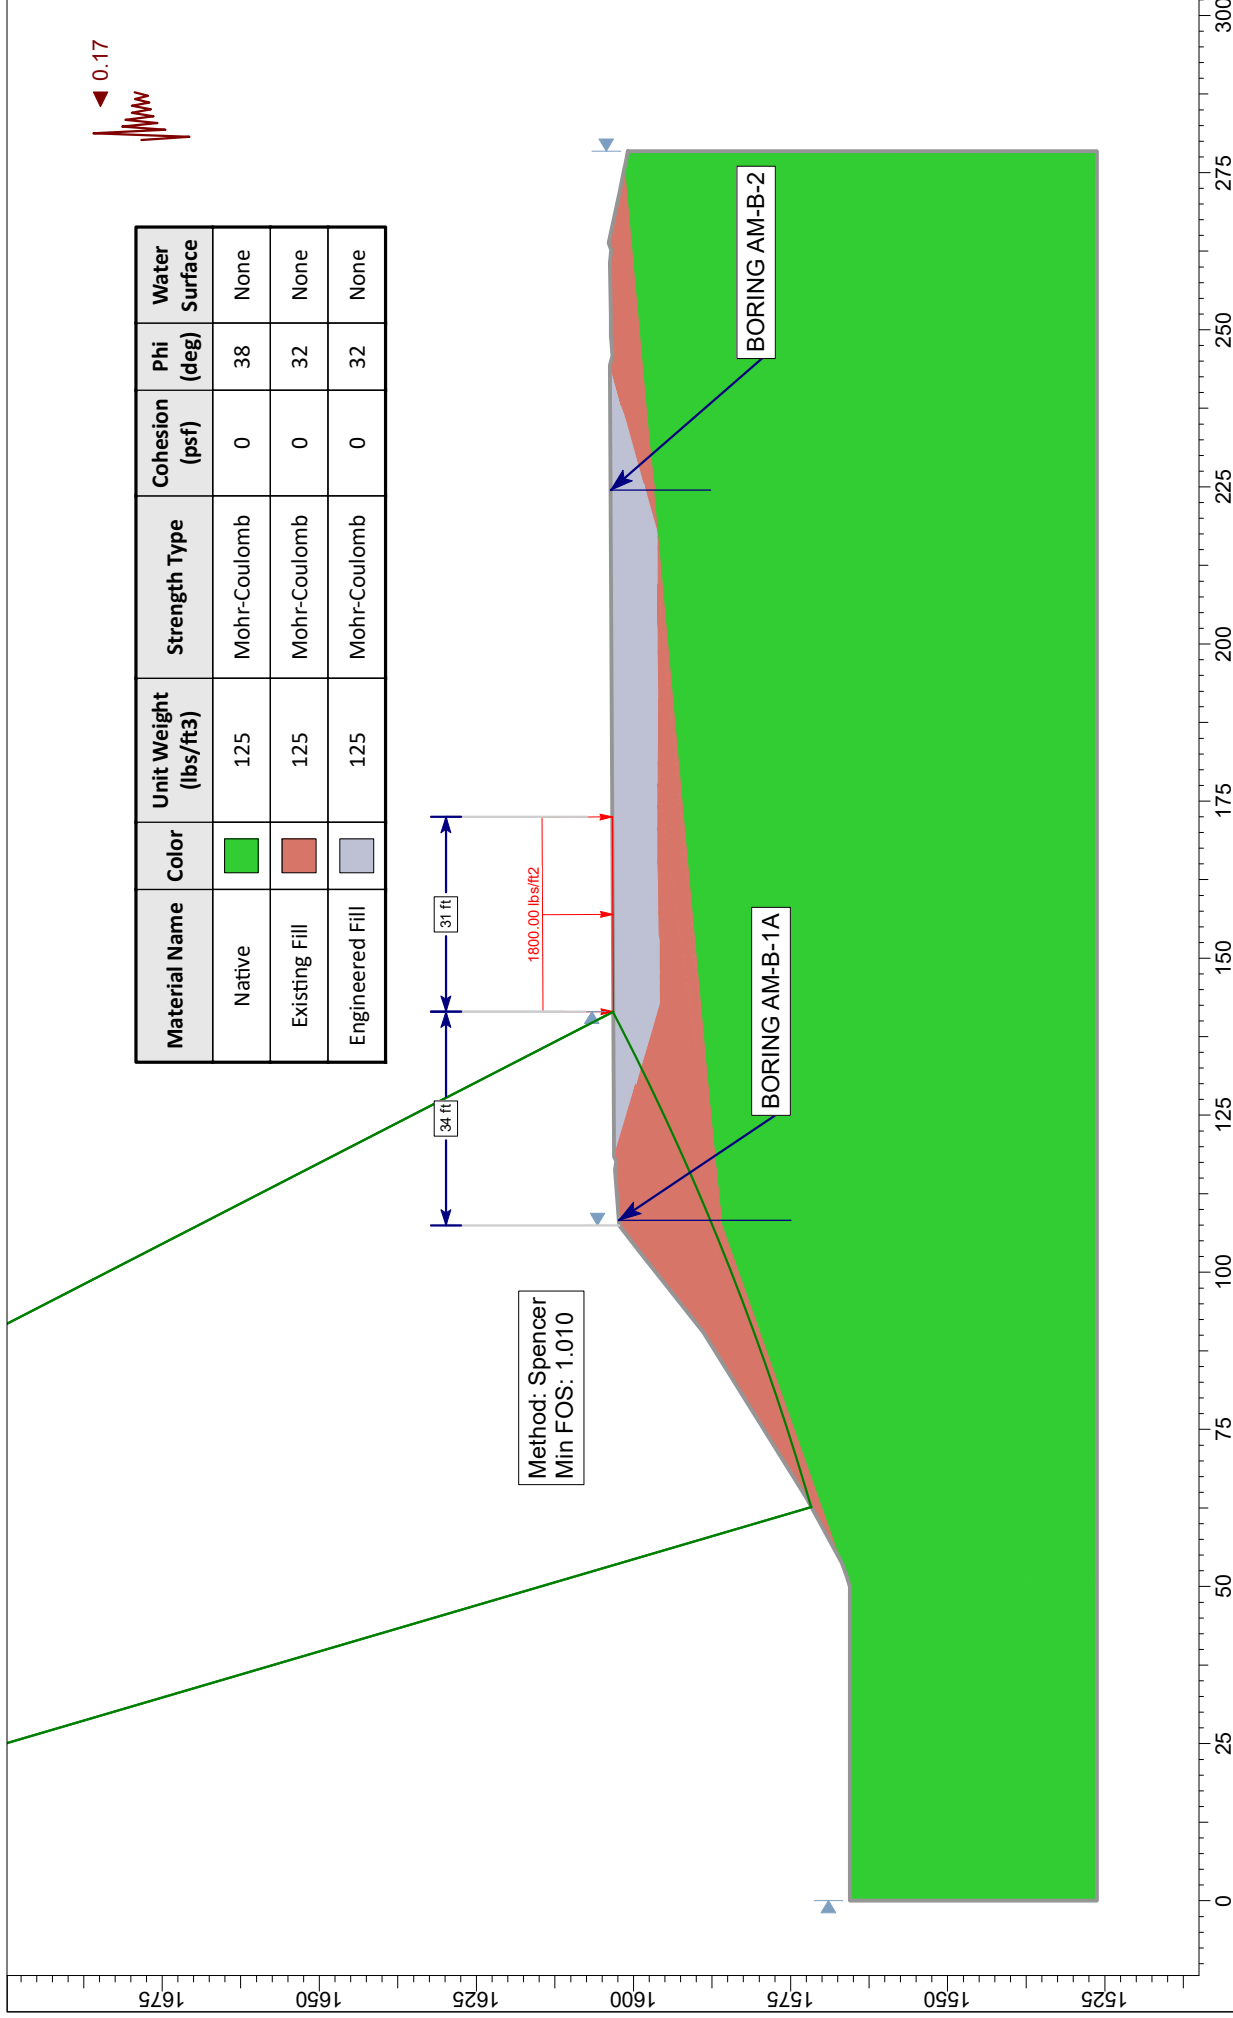 ◄ 0.17
Material Name Color Unit Weight (lbs/ft3) Strength Type Cohesion (psf) Phi (deg) Water Surface
Native 125 Mohr-Coulomb 0 38 None
Existing Fill 125 Mohr-Coulomb 0 32 None
Engineered Fill 125 Mohr-Coulomb 0 32 None
34 ft
31 ft
1800.00 lbs/ft2
Method: Spencer
Min FOS: 1.010
BORING AM-B-1A
BORING AM-B-2
1675
1650
1625
1600
1575
1550
1525
0 25 50 75 100 125 150 175 200 225 250 275 300